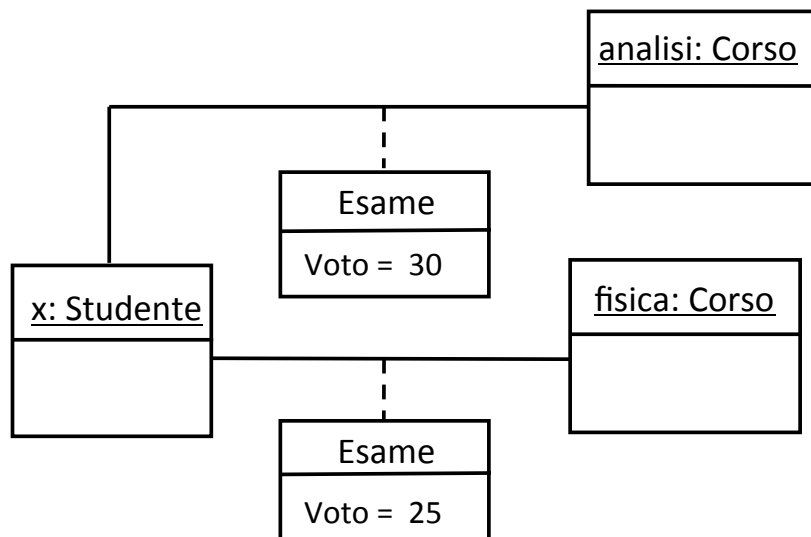 analisi: Corso
Esame
Voto = 30
x: Studente
fisica: Corso
Esame
Voto = 25